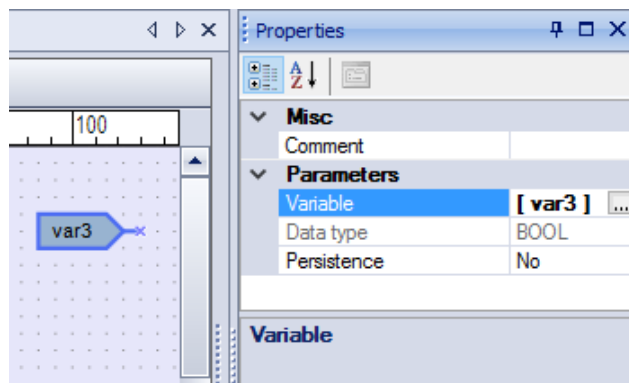 Properties
A
Z
100
Misc
Comment
Parameters
var3
Variable [ var3 ] ...
Data type BOOL
Persistence No
Variable